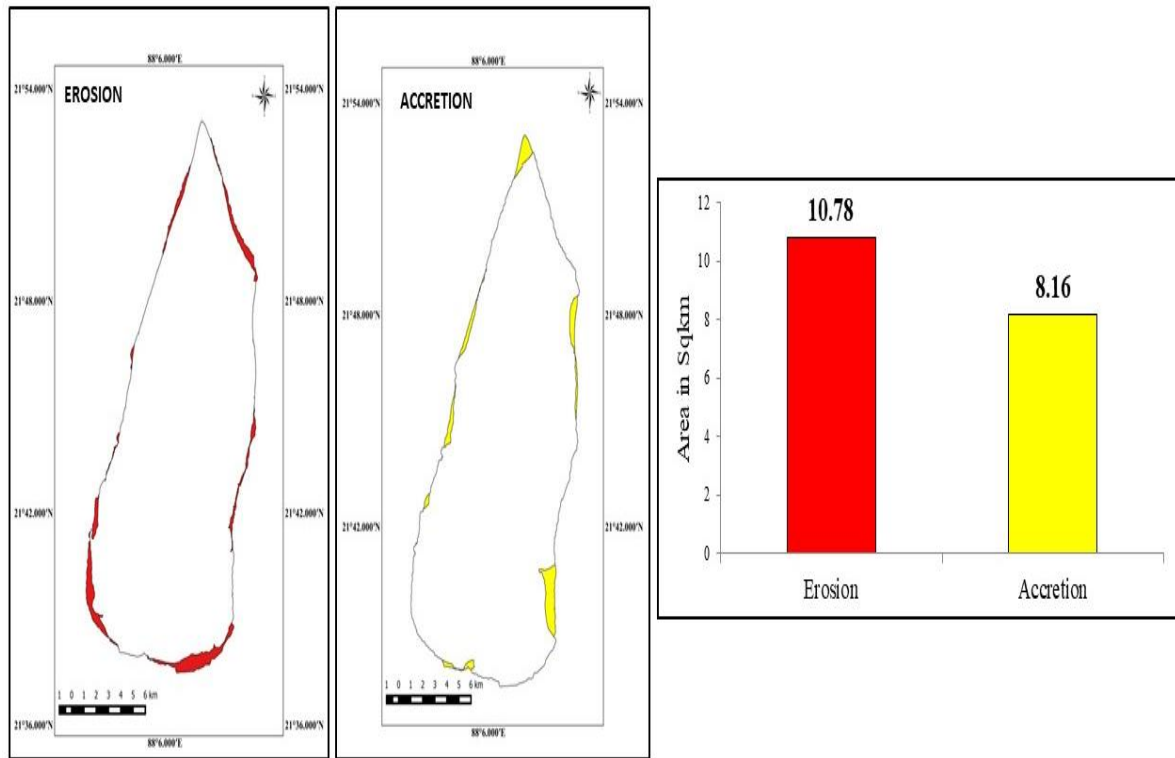 88°6.000'E
21°54.000'N
21°54.000'N
EROSION
21°48.000'N
21°48.000'N
21°42.000'N
21°42.000'N
1 0 1 2 3 4 5 6 km
21°36.000'N
21°36.000'N
88°6.000'E
88°6.000'E
21°54.000'N
21°54.000'N
ACCRETION
21°48.000'N
21°48.000'N
21°42.000'N
21°42.000'N
1 0 1 2 3 4 5 6 km
88°6.000'E
Area in Sqkm
12
10
8
6
4
2
0
10.78
8.16
Erosion
Accretion